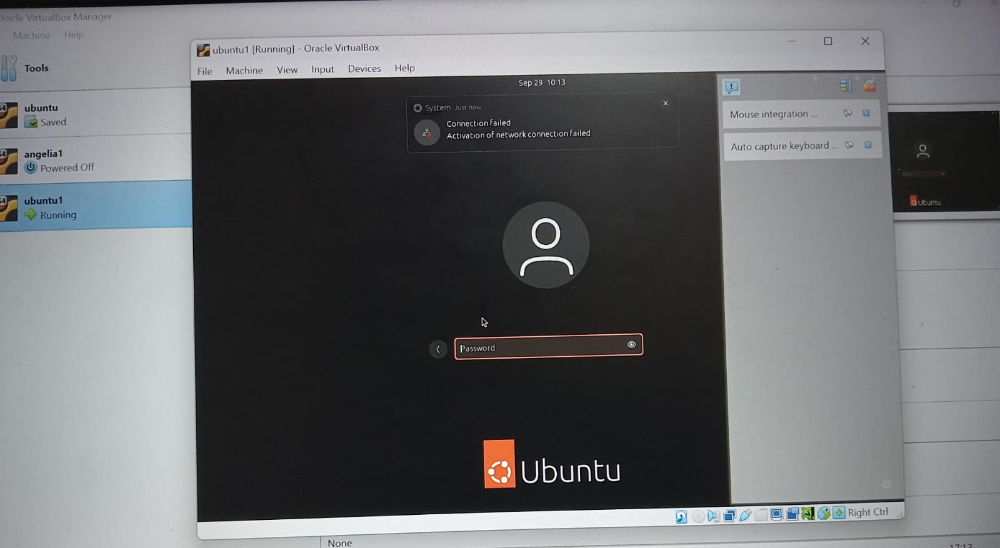 Oracle VirtualBox Manager
Machine Help
Tools
ubuntu
Saved
angelia1
Powered Off
ubuntu1
Running
ubuntu1 [Running] - Oracle VirtualBox
File Machine View Input Devices Help
Sep 29 10:13
System Just now
Connection failed
Activation of network connection failed
Password
Ubuntu
Mouse integration ...
Auto capture keyboard ...
Right Ctrl
Ubuntu
None